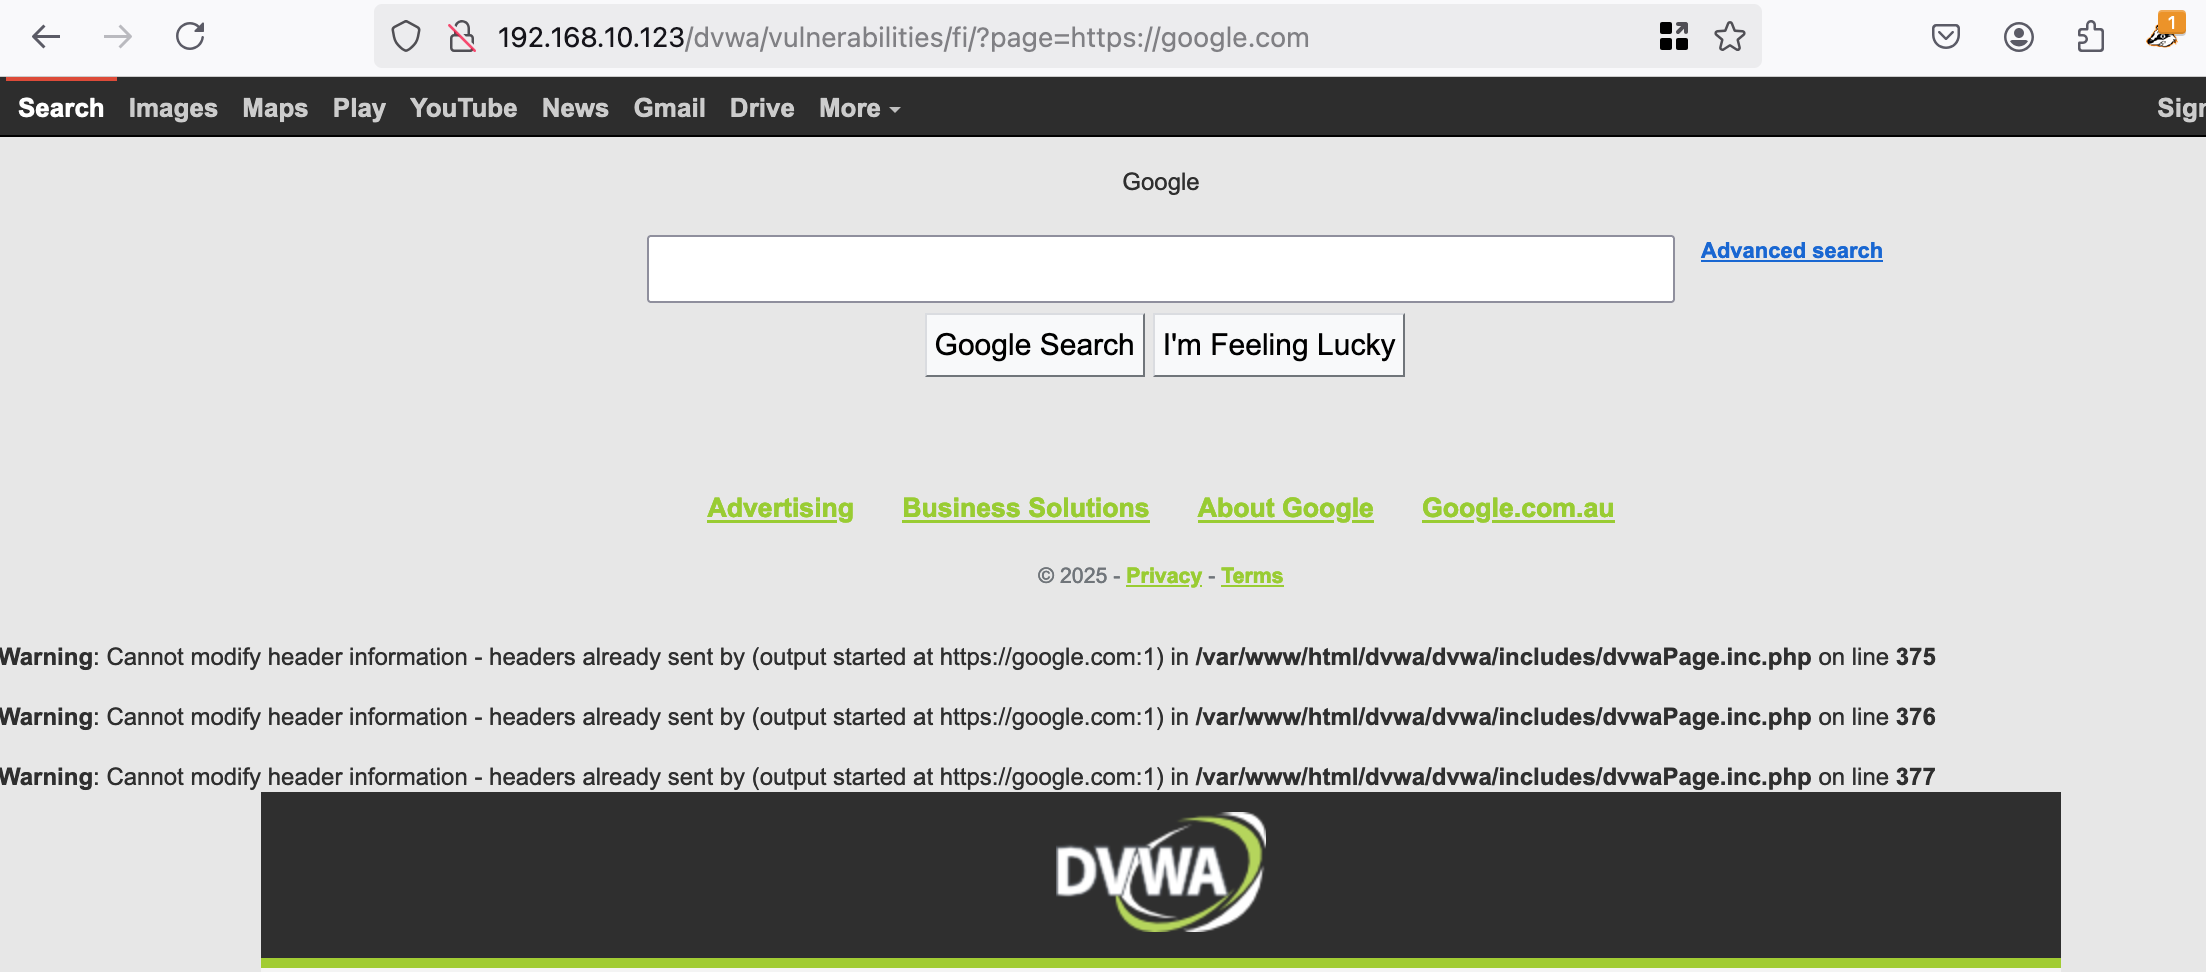 1
192.168.10.123/dvwa/vulnerabilities/fi/?page=https://google.com
Search Images Maps Play YouTube News Gmail Drive More
Google
Advanced search
Google Search I'm Feeling Lucky
Advertising Business Solutions About Google Google.com.au
© 2025 - Privacy - Terms
Warning: Cannot modify header information - headers already sent by (output started at https://google.com:1) in /var/www/html/dvwa/dvwa/includes/dvwaPage.inc.php on line 375
Warning: Cannot modify header information - headers already sent by (output started at https://google.com:1) in /var/www/html/dvwa/dvwa/includes/dvwaPage.inc.php on line 376
Warning: Cannot modify header information - headers already sent by (output started at https://google.com:1) in /var/www/html/dvwa/dvwa/includes/dvwaPage.inc.php on line 377
DVWA